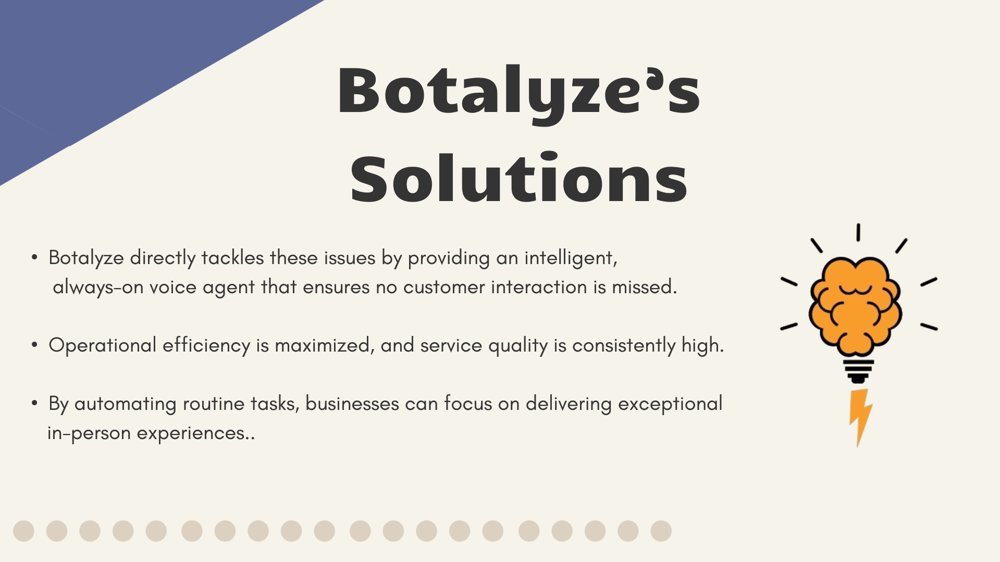 Botalyze's
Solutions
• Botalyze directly tackles these issues by providing an intelligent,
always-on voice agent that ensures no customer interaction is missed.
• Operational efficiency is maximized, and service quality is consistently high.
• By automating routine tasks, businesses can focus on delivering exceptional
in-person experiences..